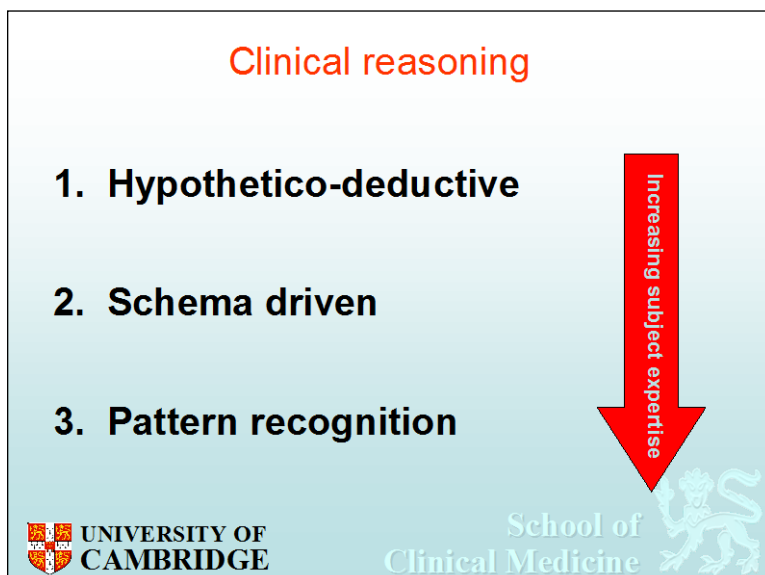 Clinical reasoning
1. Hypothetico-deductive
2. Schema driven
3. Pattern recognition
Increasing subject expertise
UNIVERSITY OF
CAMBRIDGE
School of
Clinical Medicine